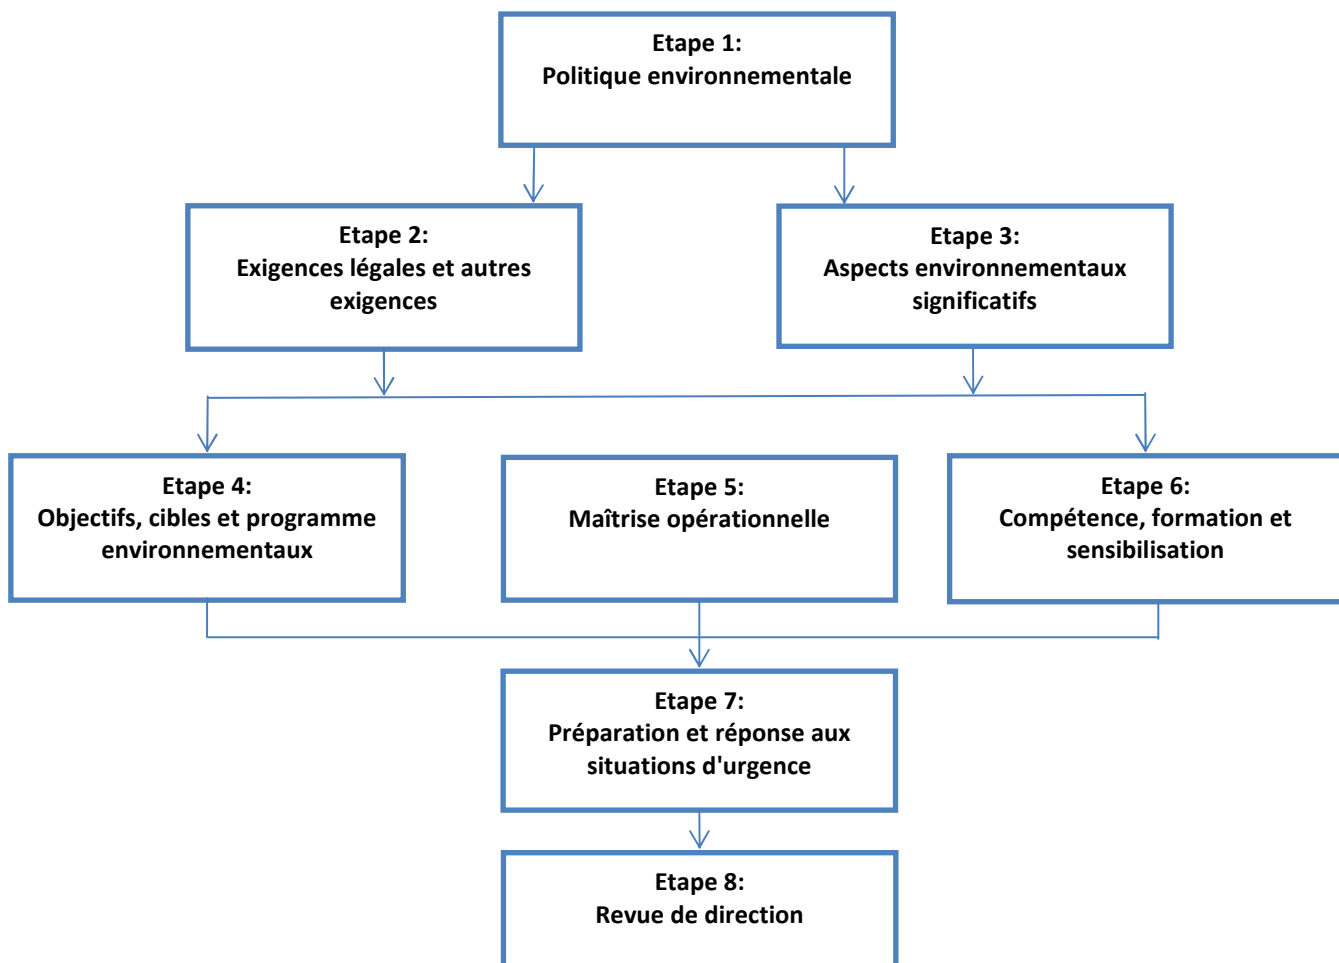 Etape 1:
Politique environnementale
Etape 2:
Exigences légales et autres
exigences
Etape 3:
Aspects environnementaux
significatifs
Etape 4:
Objectifs, cibles et programme
environnementaux
Etape 5:
Maîtrise opérationnelle
Etape 6:
Compétence, formation et
sensibilisation
Etape 7:
Préparation et réponse aux
situations d'urgence
Etape 8:
Revue de direction